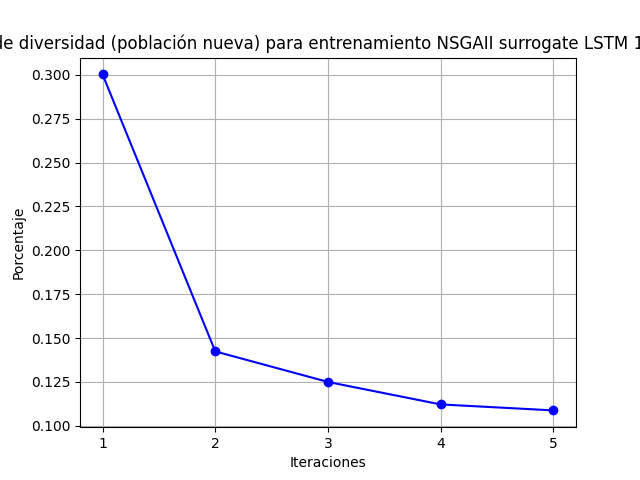 de diversidad (población nueva) para entrenamiento NSGAII surrogate LSTM 1
0.300
0.275
0.250
0.225
0.200
0.175
0.150
0.125
0.100
Porcentaje
1 2 3 4 5
Iteraciones